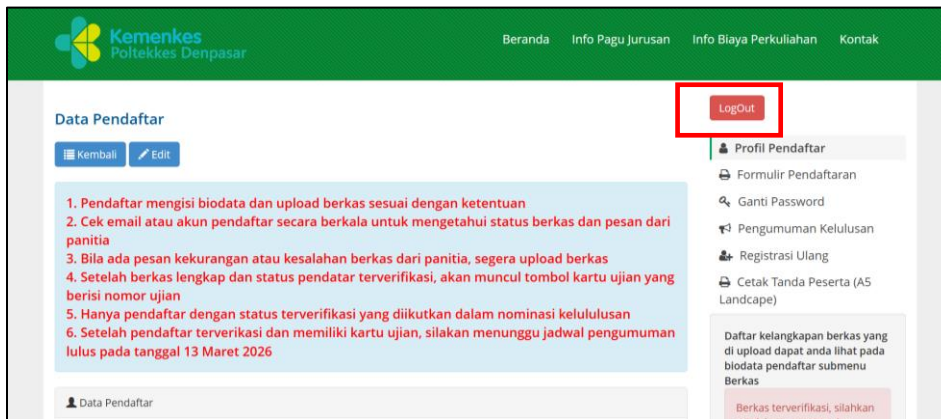 Kemenkes
Poltekkes Denpasar
Beranda Info Pagu Jurusan Info Biaya Perkuliahan Kontak
Data Pendaftar
Kembali Edit
1. Pendaftar mengisi biodata dan upload berkas sesuai dengan ketentuan
2. Cek email atau akun pendaftar secara berkala untuk mengetahui status berkas dan pesan dari
panitia
3. Bila ada pesan kekurangan atau kesalahan berkas dari panitia, segera upload berkas
4. Setelah berkas lengkap dan status pendatar terverifikasi, akan muncul tombol kartu ujian yang
berisi nomor ujian
5. Hanya pendaftar dengan status terverifikasi yang diikutkan dalam nominasi kelululusan
6. Setelah pendaftar terverikasi dan memiliki kartu ujian, silakan menunggu jadwal pengumuman
lulus pada tanggal 13 Maret 2026
Data Pendaftar
LogOut
Profil Pendaftar
Formulir Pendaftaran
Ganti Password
Pengumuman Kelulusan
Registrasi Ulang
Cetak Tanda Peserta (A5
Landcape)
Daftar kelangkapan berkas yang
di upload dapat anda lihat pada
biodata pendaftar submenu
Berkas
Berkas terverifikasi, silahkan